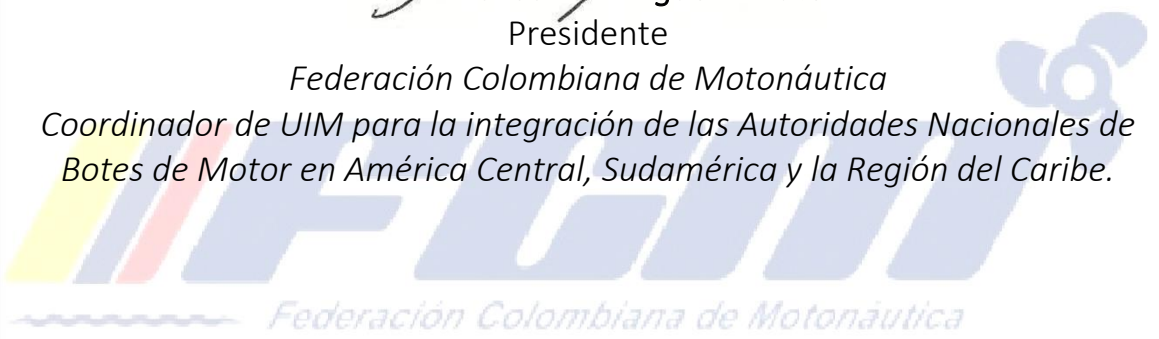 Presidente
Federación Colombiana de Motonáutica
Coordinador de UIM para la integración de las Autoridades Nacionales de
Botes de Motor en América Central, Sudamérica y la Región del Caribe.
FCM
Federación Colombiana de Motonáutica